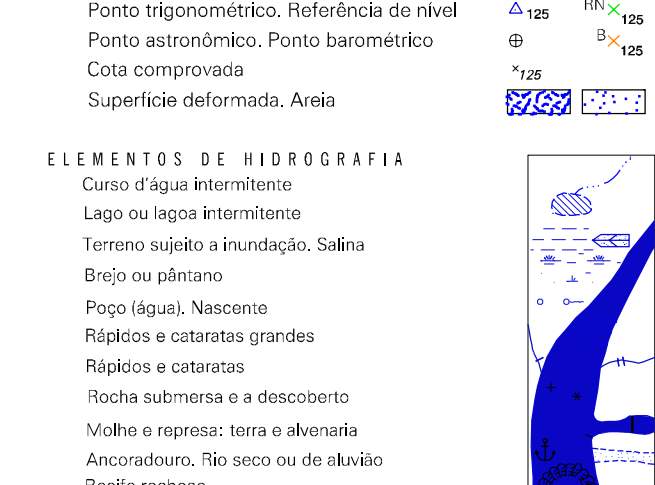 Ponto trigonométrico. Referência de nível 125 RN 125
Ponto astronômico. Ponto barométrico B 125
Cota comprovada 125
Superfície deformada. Areia
ELEMENTOS DE HIDROGRAFIA
Curso d'água intermitente
Lago ou lagoa intermitente
Terreno sujeito a inundação. Salina
Brejo ou pântano
Poço (água). Nascente
Rápidos e cataratas grandes
Rápidos e cataratas
Rocha submersa e a descoberto
Molhe e represa: terra e alvenaria
Ancoradouro. Rio seco ou de aluvião
Recife rochoso